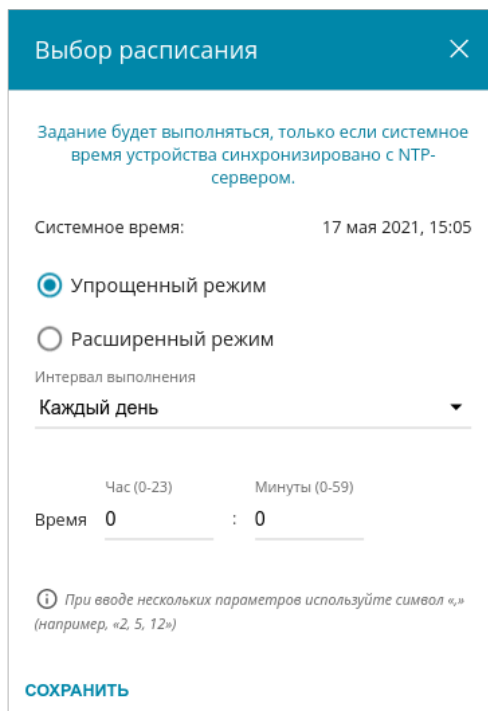 Выбор расписания
Задание будет выполняться, только если системное
время устройства синхронизировано с NTP-
сервером.
Системное время: 17 мая 2021, 15:05
Упрощенный режим
Расширенный режим
Интервал выполнения
Каждый день
Час (0-23) Минуты (0-59)
Время 0 : 0
При вводе нескольких параметров используйте символ «,»
(например, «2, 5, 12»)
СОХРАНИТЬ